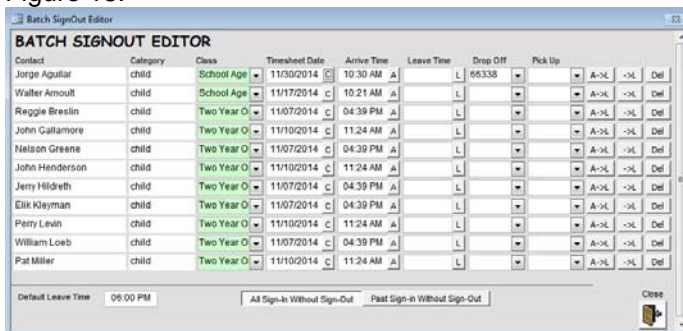 Figure 18.
Batch SignOut Editor
BATCH SIGNOUT EDITOR
Contact Category Class Timesheet Date Arrive Time Leave Time Drop Off Pick Up
Jorge Aguilar child School Age 11/30/2014 C 10:30 AM A L 66338 A->L ->L Del
Walter Arnoult child School Age 11/17/2014 C 10:21 AM A L A->L ->L Del
Reggie Breslin child Two Year O 11/07/2014 C 04:39 PM A L A->L ->L Del
John Gallamore child Two Year O 11/10/2014 C 11:24 AM A L A->L ->L Del
Nelson Greene child Two Year O 11/07/2014 C 04:39 PM A L A->L ->L Del
John Henderson child Two Year O 11/10/2014 C 11:24 AM A L A->L ->L Del
Jerry Hildreth child Two Year O 11/07/2014 C 04:39 PM A L A->L ->L Del
Elik Kleyman child Two Year O 11/07/2014 C 04:39 PM A L A->L ->L Del
Perry Levin child Two Year O 11/10/2014 C 11:24 AM A L A->L ->L Del
William Loeb child Two Year O 11/07/2014 C 04:39 PM A L A->L ->L Del
Pat Miller child Two Year O 11/10/2014 C 11:24 AM A L A->L ->L Del
Default Leave Time 06:00 PM All Sign-In Without Sign-Out Past Sign-in Without Sign-Out Close